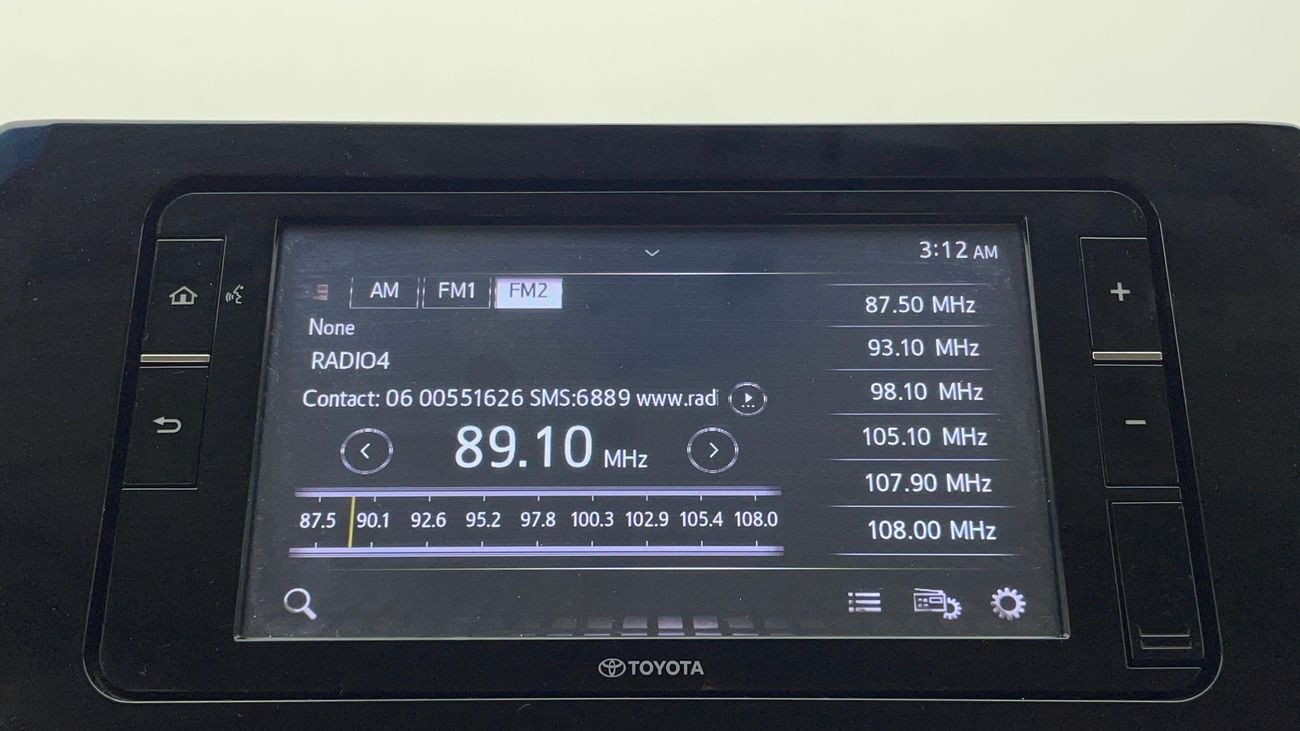 3:12 AM
AM FM1 FM2
None
RADIO4
Contact: 06 00551626 SMS:6889 www.rad
89.10 MHz
87.5 90.1 92.6 95.2 97.8 100.3 102.9 105.4 108.0
87.50 MHz
93.10 MHz
98.10 MHz
105.10 MHz
107.90 MHz
108.00 MHz
TOYOTA